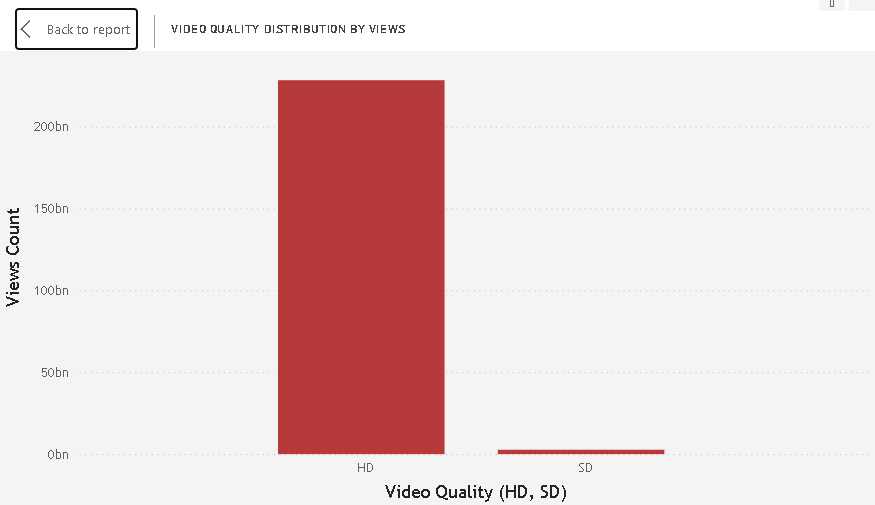 Back to report
VIDEO QUALITY DISTRIBUTION BY VIEWS
Views Count
200bn
150bn
100bn
50bn
0bn
HD SD
Video Quality (HD, SD)